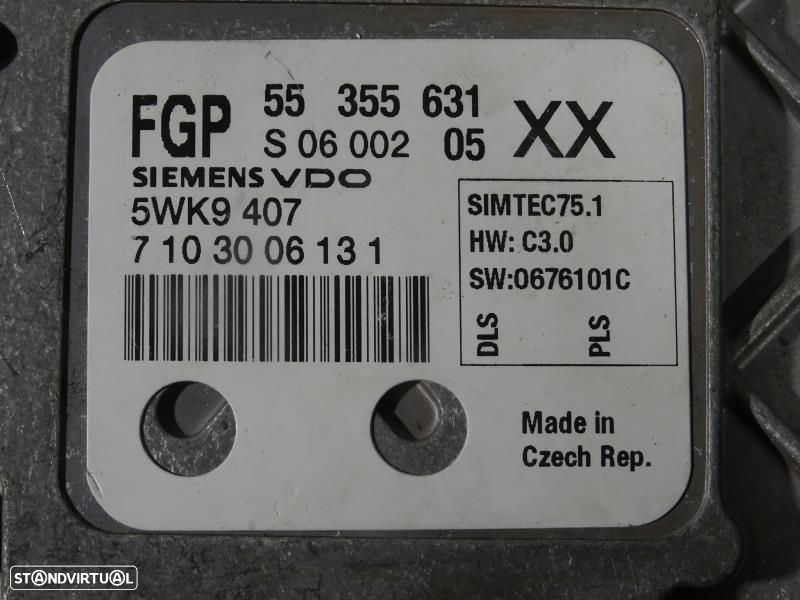 FGP 55 355 631 XX
S 06 002 05
SIEMENS VDO
5WK9 407
7 10 30 06 13 1
SIMTEC75.1
HW: C3.0
SW:0676101C
DLS PLS
Made in
Czech Rep.
STANDVIRTUAL